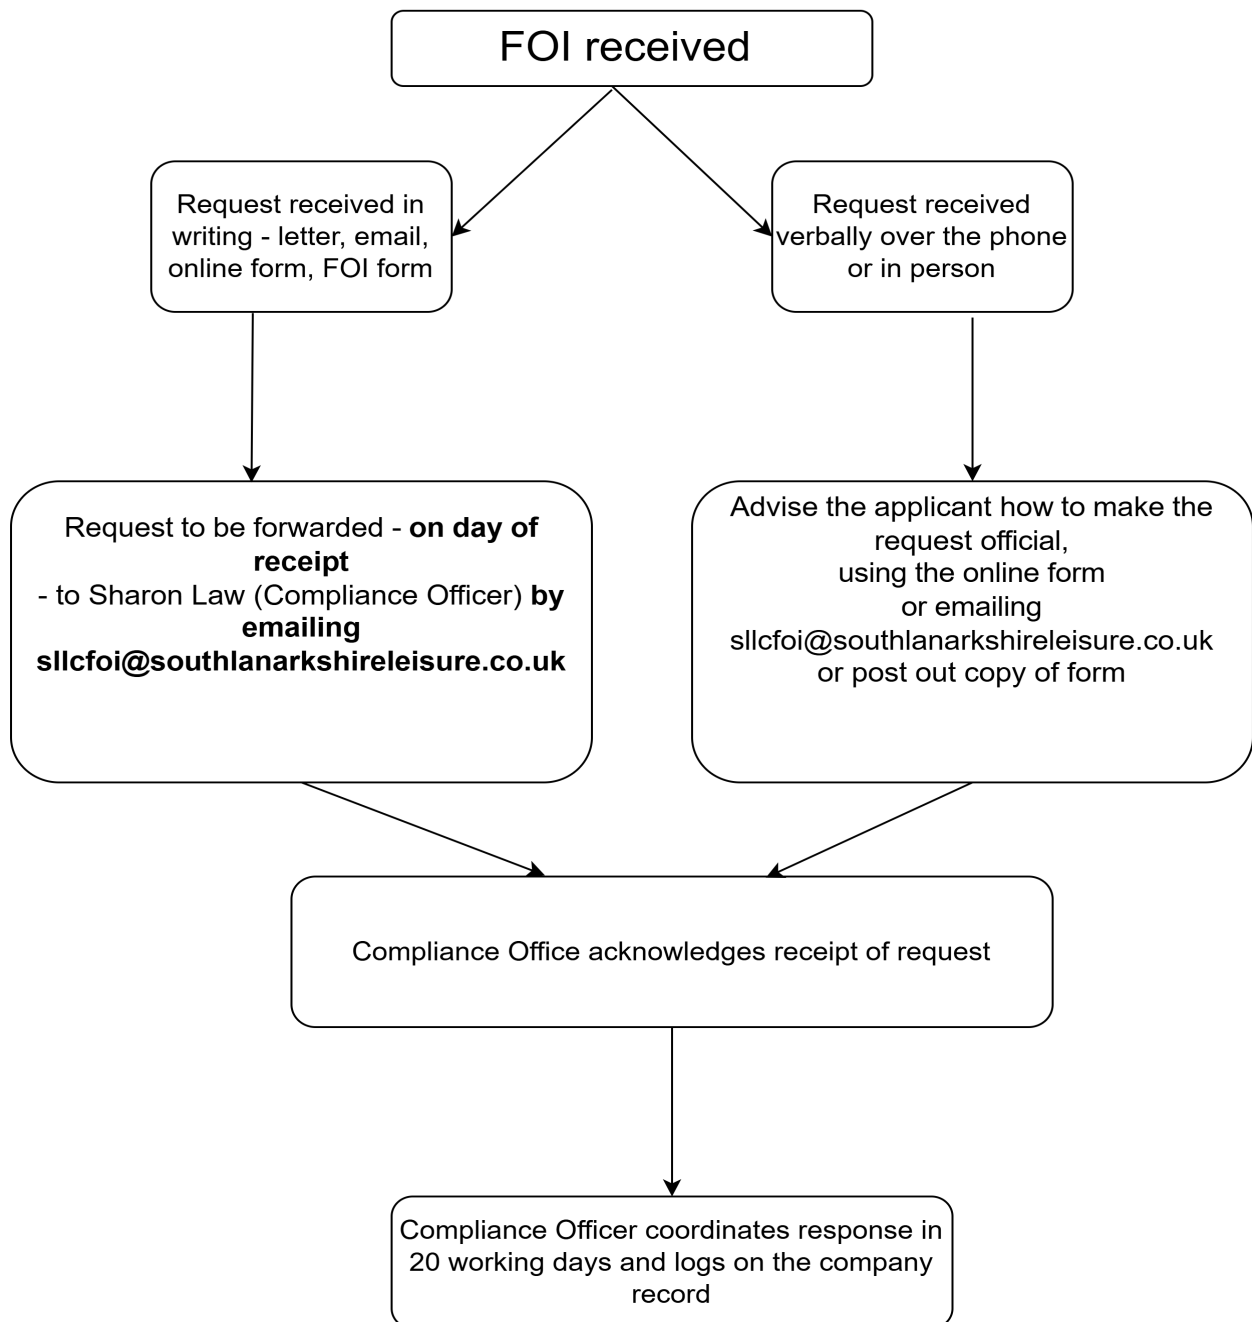 FOI received
Request received in
writing - letter, email,
online form, FOI form
Request received
verbally over the phone
or in person
Request to be forwarded - on day of
receipt
- to Sharon Law (Compliance Officer) by
emailing
sllcfoi@southlanarkshireleisure.co.uk
Advise the applicant how to make the
request official,
using the online form
or emailing
sllcfoi@southlanarkshireleisure.co.uk
or post out copy of form
Compliance Office acknowledges receipt of request
Compliance Officer coordinates response in
20 working days and logs on the company
record